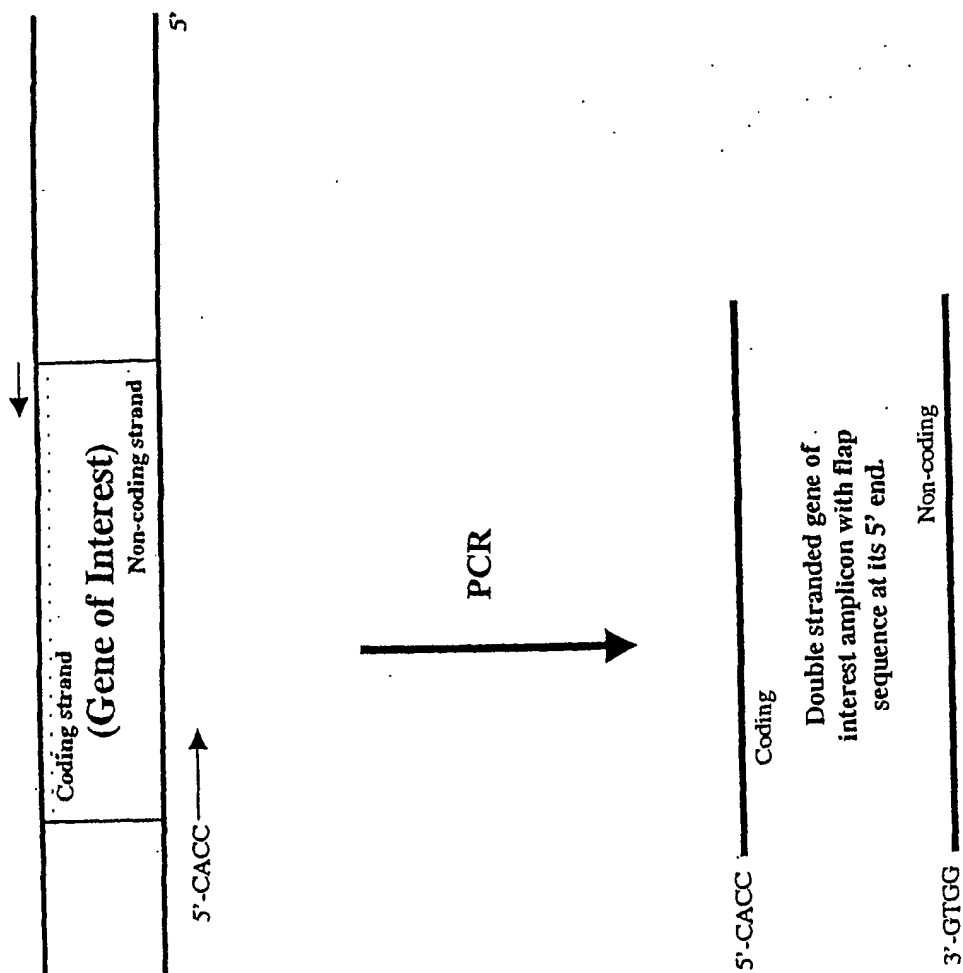 5'
Coding strand
(Gene of Interest)
Non-coding strand
5'-CACC
PCR
5'-CACC
Coding
Double stranded gene of
interest amplicon with flap
sequence at its 5' end.
Non-coding
3'-GTGG